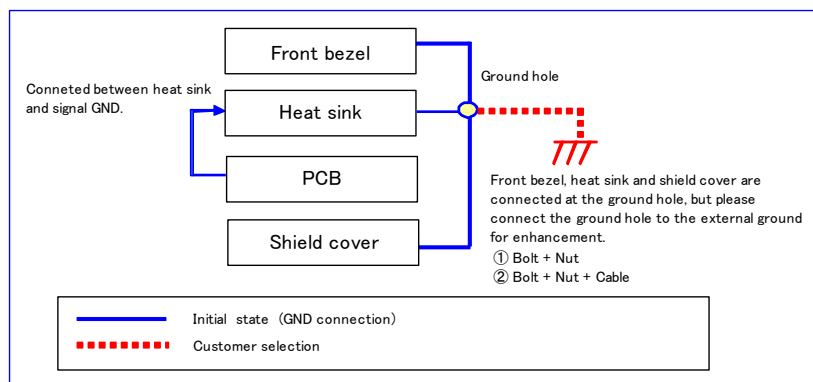 Front bezel
Ground hole
Conneted between heat sink
and signal GND.
Heat sink
PCB
Shield cover
Front bezel, heat sink and shield cover are
connected at the ground hole, but please
connect the ground hole to the external ground
for enhancement.
① Bolt + Nut
② Bolt + Nut + Cable
Initial state (GND connection)
Customer selection